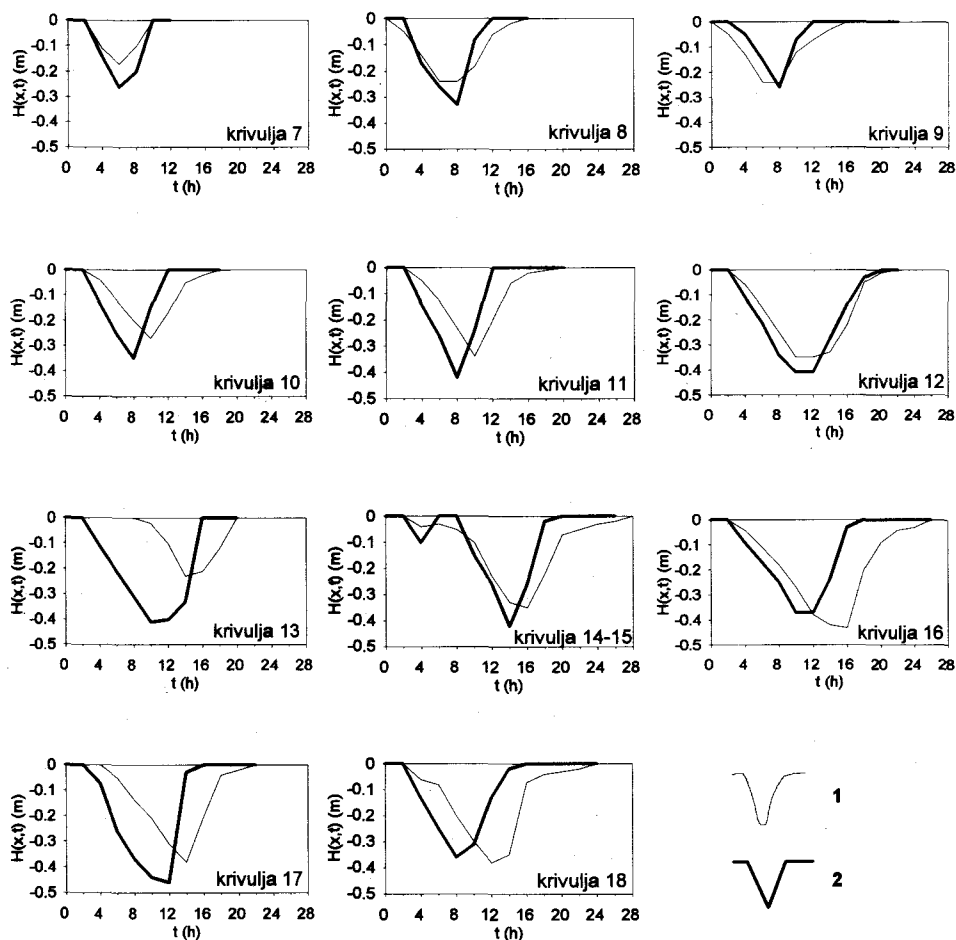 H(x,t) (m)
0
-0.1
-0.2
-0.3
-0.4
-0.5
krivulja 7
0 4 8 12 16 20 24 28
t (h)
H(x,t) (m)
0
-0.1
-0.2
-0.3
-0.4
-0.5
krivulja 8
0 4 8 12 16 20 24 28
t (h)
H(x,t) (m)
0
-0.1
-0.2
-0.3
-0.4
-0.5
krivulja 9
0 4 8 12 16 20 24 28
t (h)
H(x,t) (m)
0
-0.1
-0.2
-0.3
-0.4
-0.5
krivulja 10
0 4 8 12 16 20 24 28
t (h)
H(x,t) (m)
0
-0.1
-0.2
-0.3
-0.4
-0.5
krivulja 11
0 4 8 12 16 20 24 28
t (h)
H(x,t) (m)
0
-0.1
-0.2
-0.3
-0.4
-0.5
krivulja 12
0 4 8 12 16 20 24 28
t (h)
H(x,t) (m)
0
-0.1
-0.2
-0.3
-0.4
-0.5
krivulja 13
0 4 8 12 16 20 24 28
t (h)
H(x,t) (m)
0
-0.1
-0.2
-0.3
-0.4
-0.5
krivulja 14-15
0 4 8 12 16 20 24 28
t (h)
H(x,t) (m)
0
-0.1
-0.2
-0.3
-0.4
-0.5
krivulja 16
0 4 8 12 16 20 24 28
t (h)
H(x,t) (m)
0
-0.1
-0.2
-0.3
-0.4
-0.5
krivulja 17
0 4 8 12 16 20 24 28
t (h)
H(x,t) (m)
0
-0.1
-0.2
-0.3
-0.4
-0.5
krivulja 18
0 4 8 12 16 20 24 28
t (h)
1
2